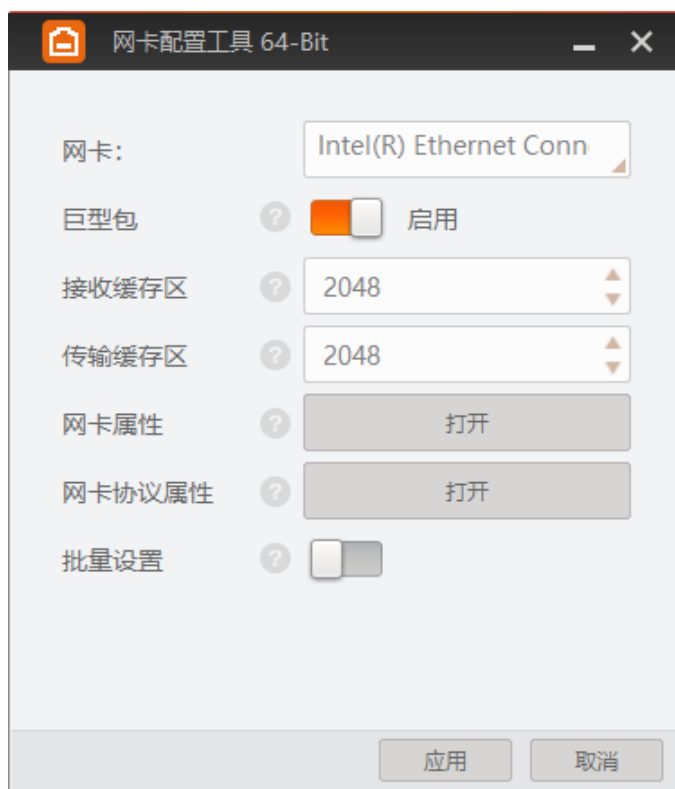 网卡配置工具 64-Bit
网卡:
Intel(R) Ethernet Conn
巨型包
?
启用
接收缓存区
?
2048
传输缓存区
?
2048
网卡属性
?
打开
网卡协议属性
?
打开
批量设置
?
应用
取消